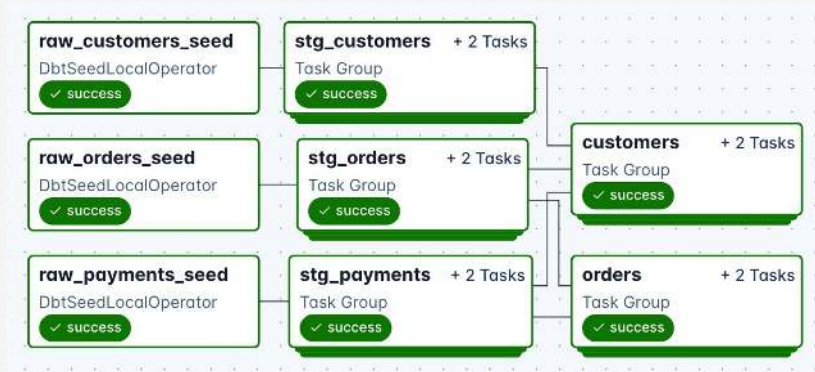 raw_customers_seed
DbtSeedLocalOperator
✓ success
stg_customers + 2 Tasks
Task Group
✓ success
raw_orders_seed
DbtSeedLocalOperator
✓ success
stg_orders + 2 Tasks
Task Group
✓ success
raw_payments_seed
DbtSeedLocalOperator
✓ success
stg_payments + 2 Tasks
Task Group
✓ success
customers + 2 Tasks
Task Group
✓ success
orders + 2 Tasks
Task Group
✓ success